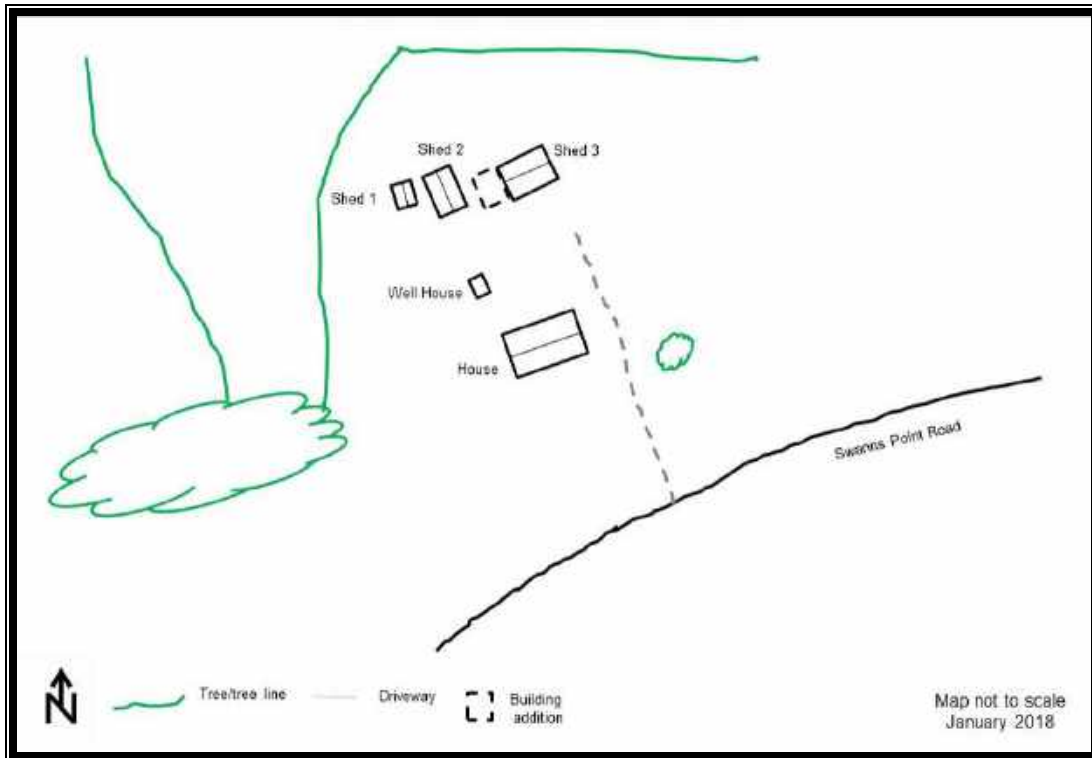 Shed 2
Shed 3
Shed 1
Well House
House
Swanns Point Road
N
Tree/tree line
Driveway
Building
addition
Map not to scale
January 2018